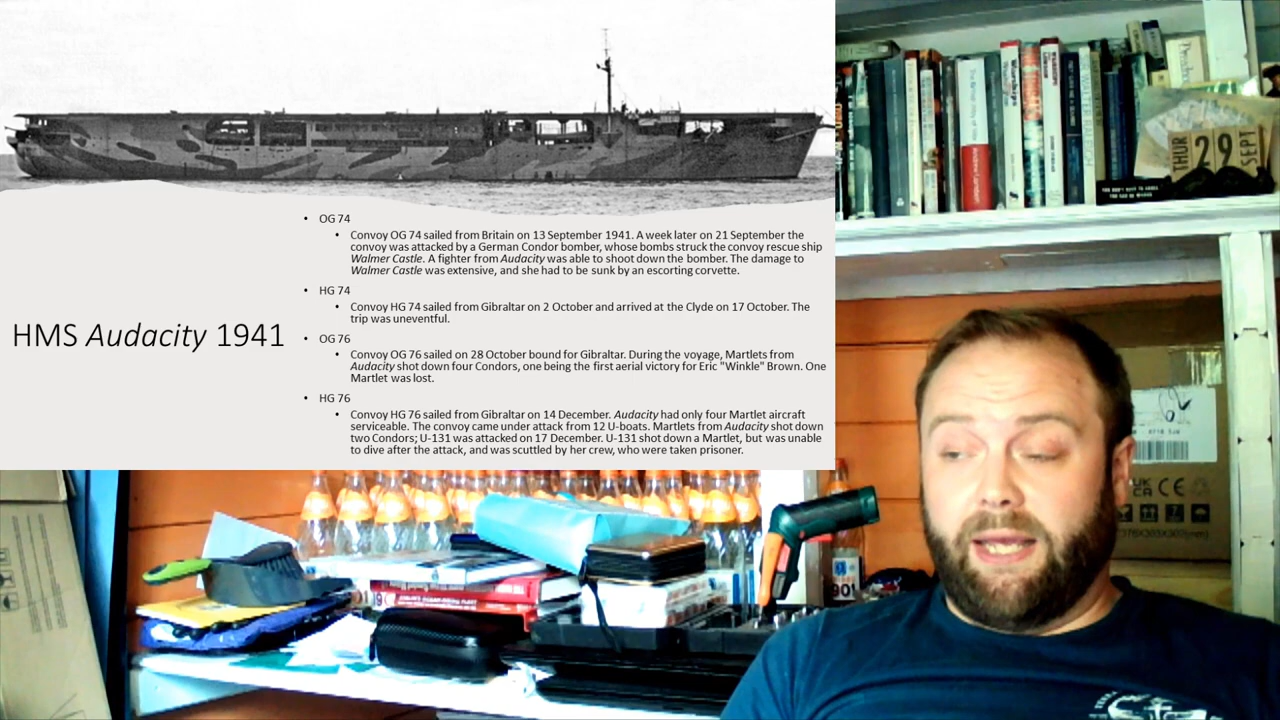 OG 74
Convoy OG 74 sailed from Britain on 13 September 1941. A week later on 21 September the
convoy was attacked by a German Condor bomber, whose bombs struck the convoy rescue ship
Walmer Castle. A fighter from Audacity was able to shoot down the bomber. The damage to
Walmer Castle was extensive, and she had to be sunk by an escorting corvette.
HG 74
Convoy HG 74 sailed from Gibraltar on 2 October and arrived at the Clyde on 17 October. The
trip was uneventful.
HMS Audacity 1941
OG 76
Convoy OG 76 sailed on 28 October bound for Gibraltar. During the voyage, Martlets from
Audacity shot down four Condors, one being the first aerial victory for Eric "Winkle" Brown. One
Martlet was lost.
HG 76
Convoy HG 76 sailed from Gibraltar on 14 December. Audacity had only four Martlet aircraft
serviceable. The convoy came under attack from 12 U-boats. Martlets from Audacity shot down
two Condors; U-131 was attacked on 17 December. U-131 shot down a Martlet, but was unable
to dive after the attack, and was scuttled by her crew, who were taken prisoner.
THUR
29
SEPT
UK
CA
CE